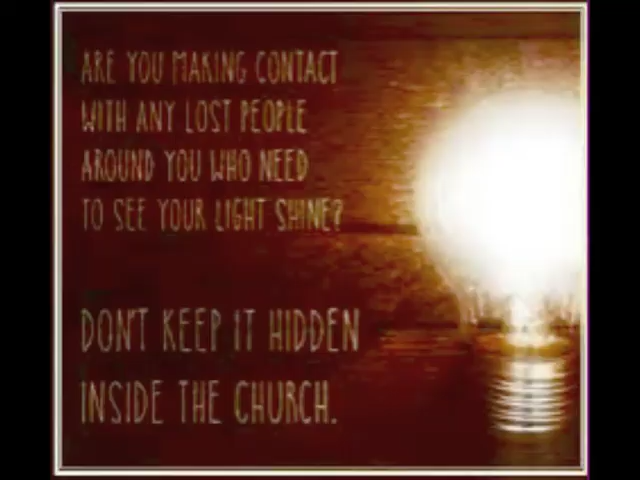 ARE YOU MAKING CONTACT
WITH ANY LOST PEOPLE
AROUND YOU WHO NEED
TO SEE YOUR LIGHT SHINE?
DON'T KEEP IT HIDDEN
INSIDE THE CHURCH.